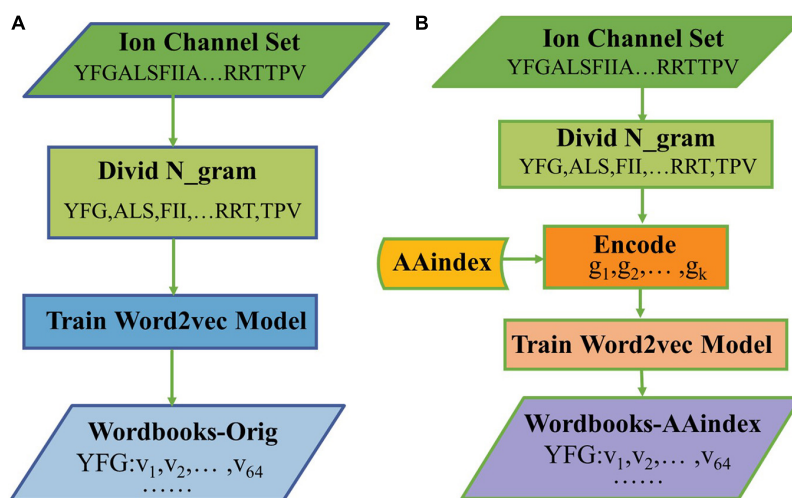 A
Ion Channel Set
YFGALSFIIA…RRTTPV
Divid N_gram
YFG,ALS,FII,…RRT,TPV
Train Word2vec Model
Wordbooks-Orig
YFG:v₁,v₂,… ,v₆₄
……
B
Ion Channel Set
YFGALSFIIA…RRTTPV
Divid N_gram
YFG,ALS,FII,…RRT,TPV
AAindex
Encode
g₁,g₂,… ,gₖ
Train Word2vec Model
Wordbooks-AAindex
YFG:v₁,v₂,… ,v₆₄
……